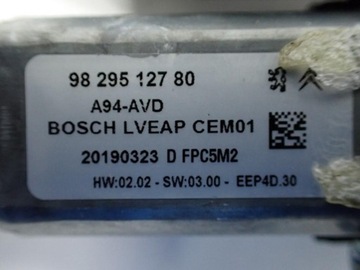 98 295 127 80
A94-AVD
BOSCH LVEAP CEM01
20190323 D FPC5M2
HW:02.02 - SW:03.00 - EEP4D.30